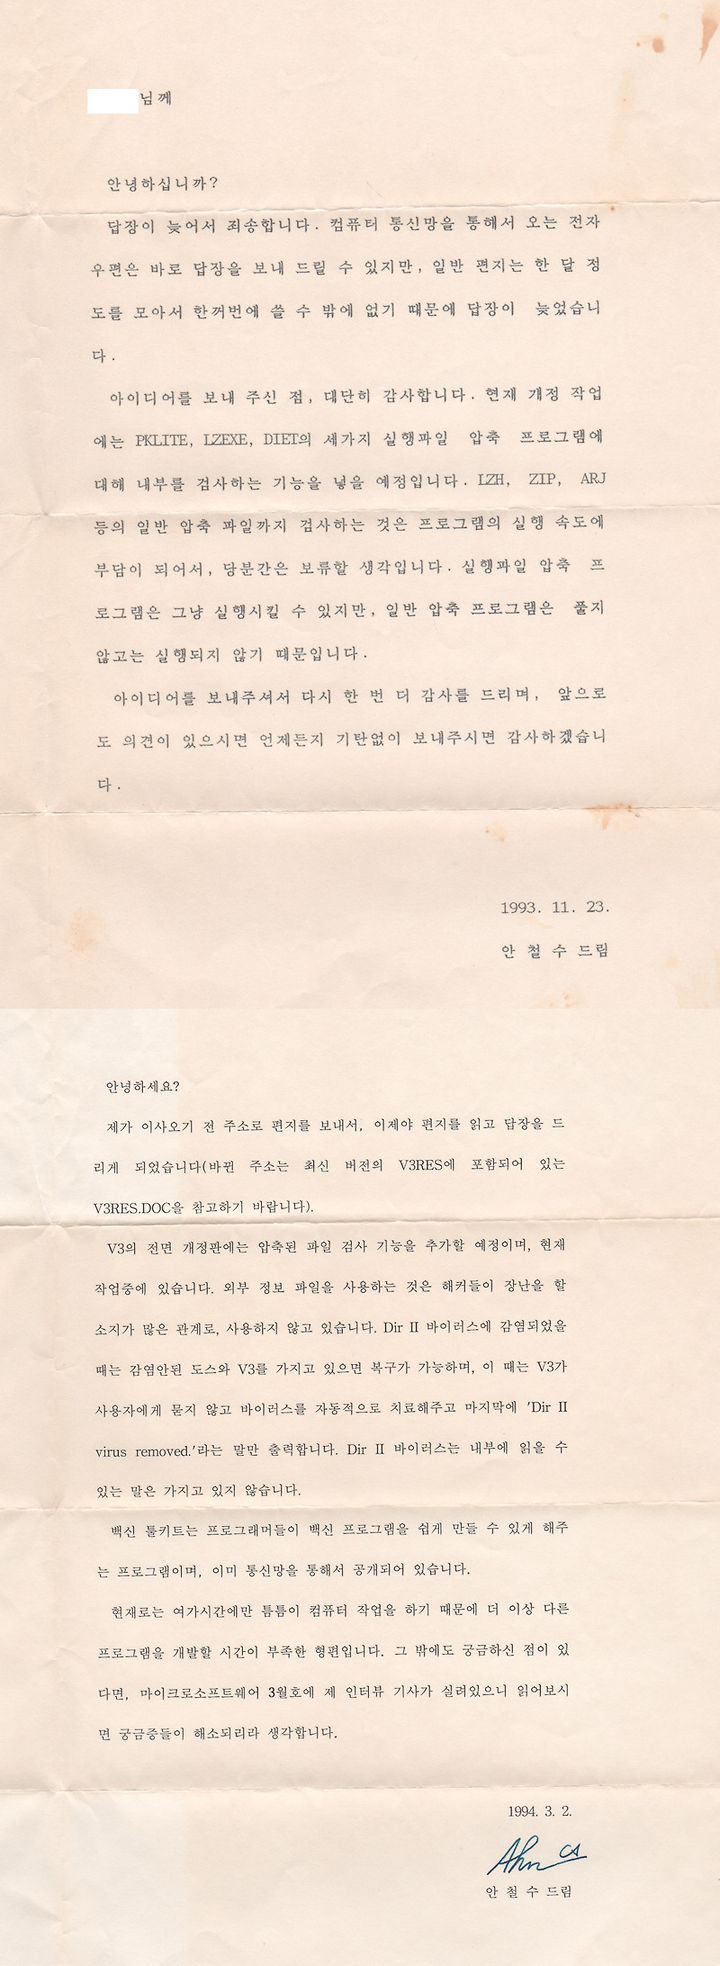 님께
안녕하십니까?
답장이 늦어서 죄송합니다. 컴퓨터 통신망을 통해서 오는 전자
우편은 바로 답장을 보내 드릴 수 있지만, 일반 편지는 한 달 정
도를 모아서 한꺼번에 쓸 수 밖에 없기 때문에 답장이 늦었습니
다.
아이디어를 보내 주신 점, 대단히 감사합니다. 현재 개정 작업
에는 PKLITE, LZEXE, DIET의 세가지 실행파일 압축 프로그램에
대해 내부를 검사하는 기능을 넣을 예정입니다. LZH, ZIP, ARJ
등의 일반 압축 파일까지 검사하는 것은 프로그램의 실행 속도에
부담이 되어서, 당분간은 보류할 생각입니다. 실행파일 압축 프
로그램은 그냥 실행시킬 수 있지만, 일반 압축 프로그램은 풀지
않고는 실행되지 않기 때문입니다.
아이디어를 보내주셔서 다시 한 번 더 감사를 드리며, 앞으로
도 의견이 있으시면 언제든지 기탄없이 보내주시면 감사하겠습니
다.
1993. 11. 23.
안 철 수 드림
안녕하세요?
제가 이사오기 전 주소로 편지를 보내서, 이제야 편지를 읽고 답장을 드
리게 되었습니다(바뀐 주소는 최신 버전의 V3RES에 포함되어 있는
V3RES.DOC을 참고하기 바랍니다).
V3의 전면 개정판에는 압축된 파일 검사 기능을 추가할 예정이며, 현재
작업중에 있습니다. 외부 정보 파일을 사용하는 것은 해커들이 장난을 할
소지가 많은 관계로, 사용하지 않고 있습니다. Dir II 바이러스에 감염되었을
때는 감염안된 도스와 V3를 가지고 있으면 복구가 가능하며, 이 때는 V3가
사용자에게 묻지 않고 바이러스를 자동적으로 치료해주고 마지막에 'Dir II
virus removed.'라는 말만 출력합니다. Dir II 바이러스는 내부에 읽을 수
있는 말은 가지고 있지 않습니다.
백신 툴키트는 프로그래머들이 백신 프로그램을 쉽게 만들 수 있게 해주
는 프로그램이며, 이미 통신망을 통해서 공개되어 있습니다.
현재로는 여가시간에만 틈틈이 컴퓨터 작업을 하기 때문에 더 이상 다른
프로그램을 개발할 시간이 부족한 형편입니다. 그 밖에도 궁금하신 점이 있
다면, 마이크로소프트웨어 3월호에 제 인터뷰 기사가 실려있으니 읽어보시
면 궁금중들이 해소되리라 생각합니다.
1994. 3. 2.
Ahn CS
안 철 수 드림